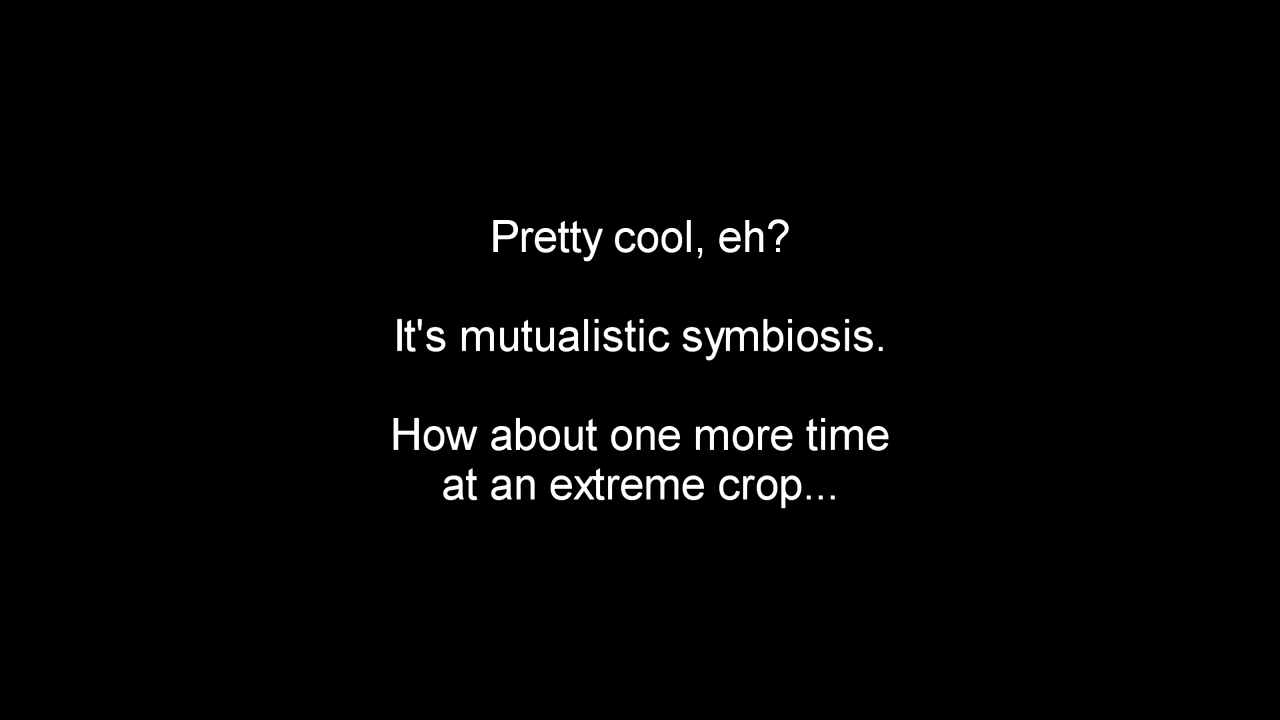 Pretty cool, eh?
It's mutualistic symbiosis.
How about one more time
at an extreme crop...